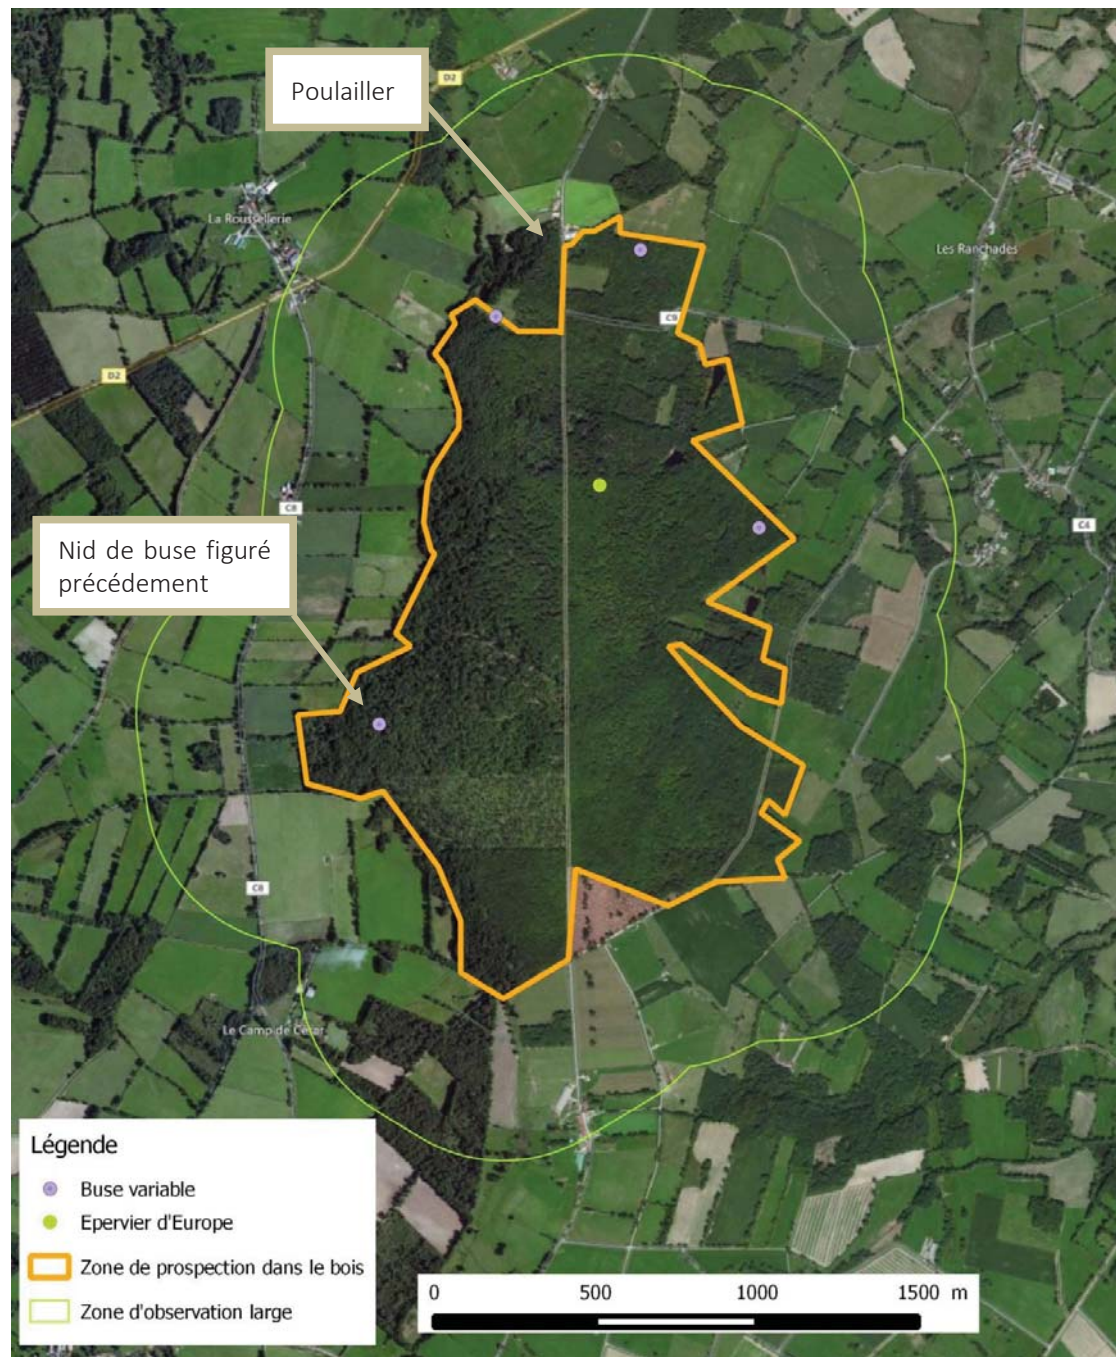 D2
Poulailler
La Roussellerie
Les Ranchades
C9
D2
C8
C4
Nid de buse figuré
précédement
C8
Le Camp de César
Légende
Buse variable
Epervier d'Europe
Zone de prospection dans le bois
Zone d'observation large
0 500 1000 1500 m